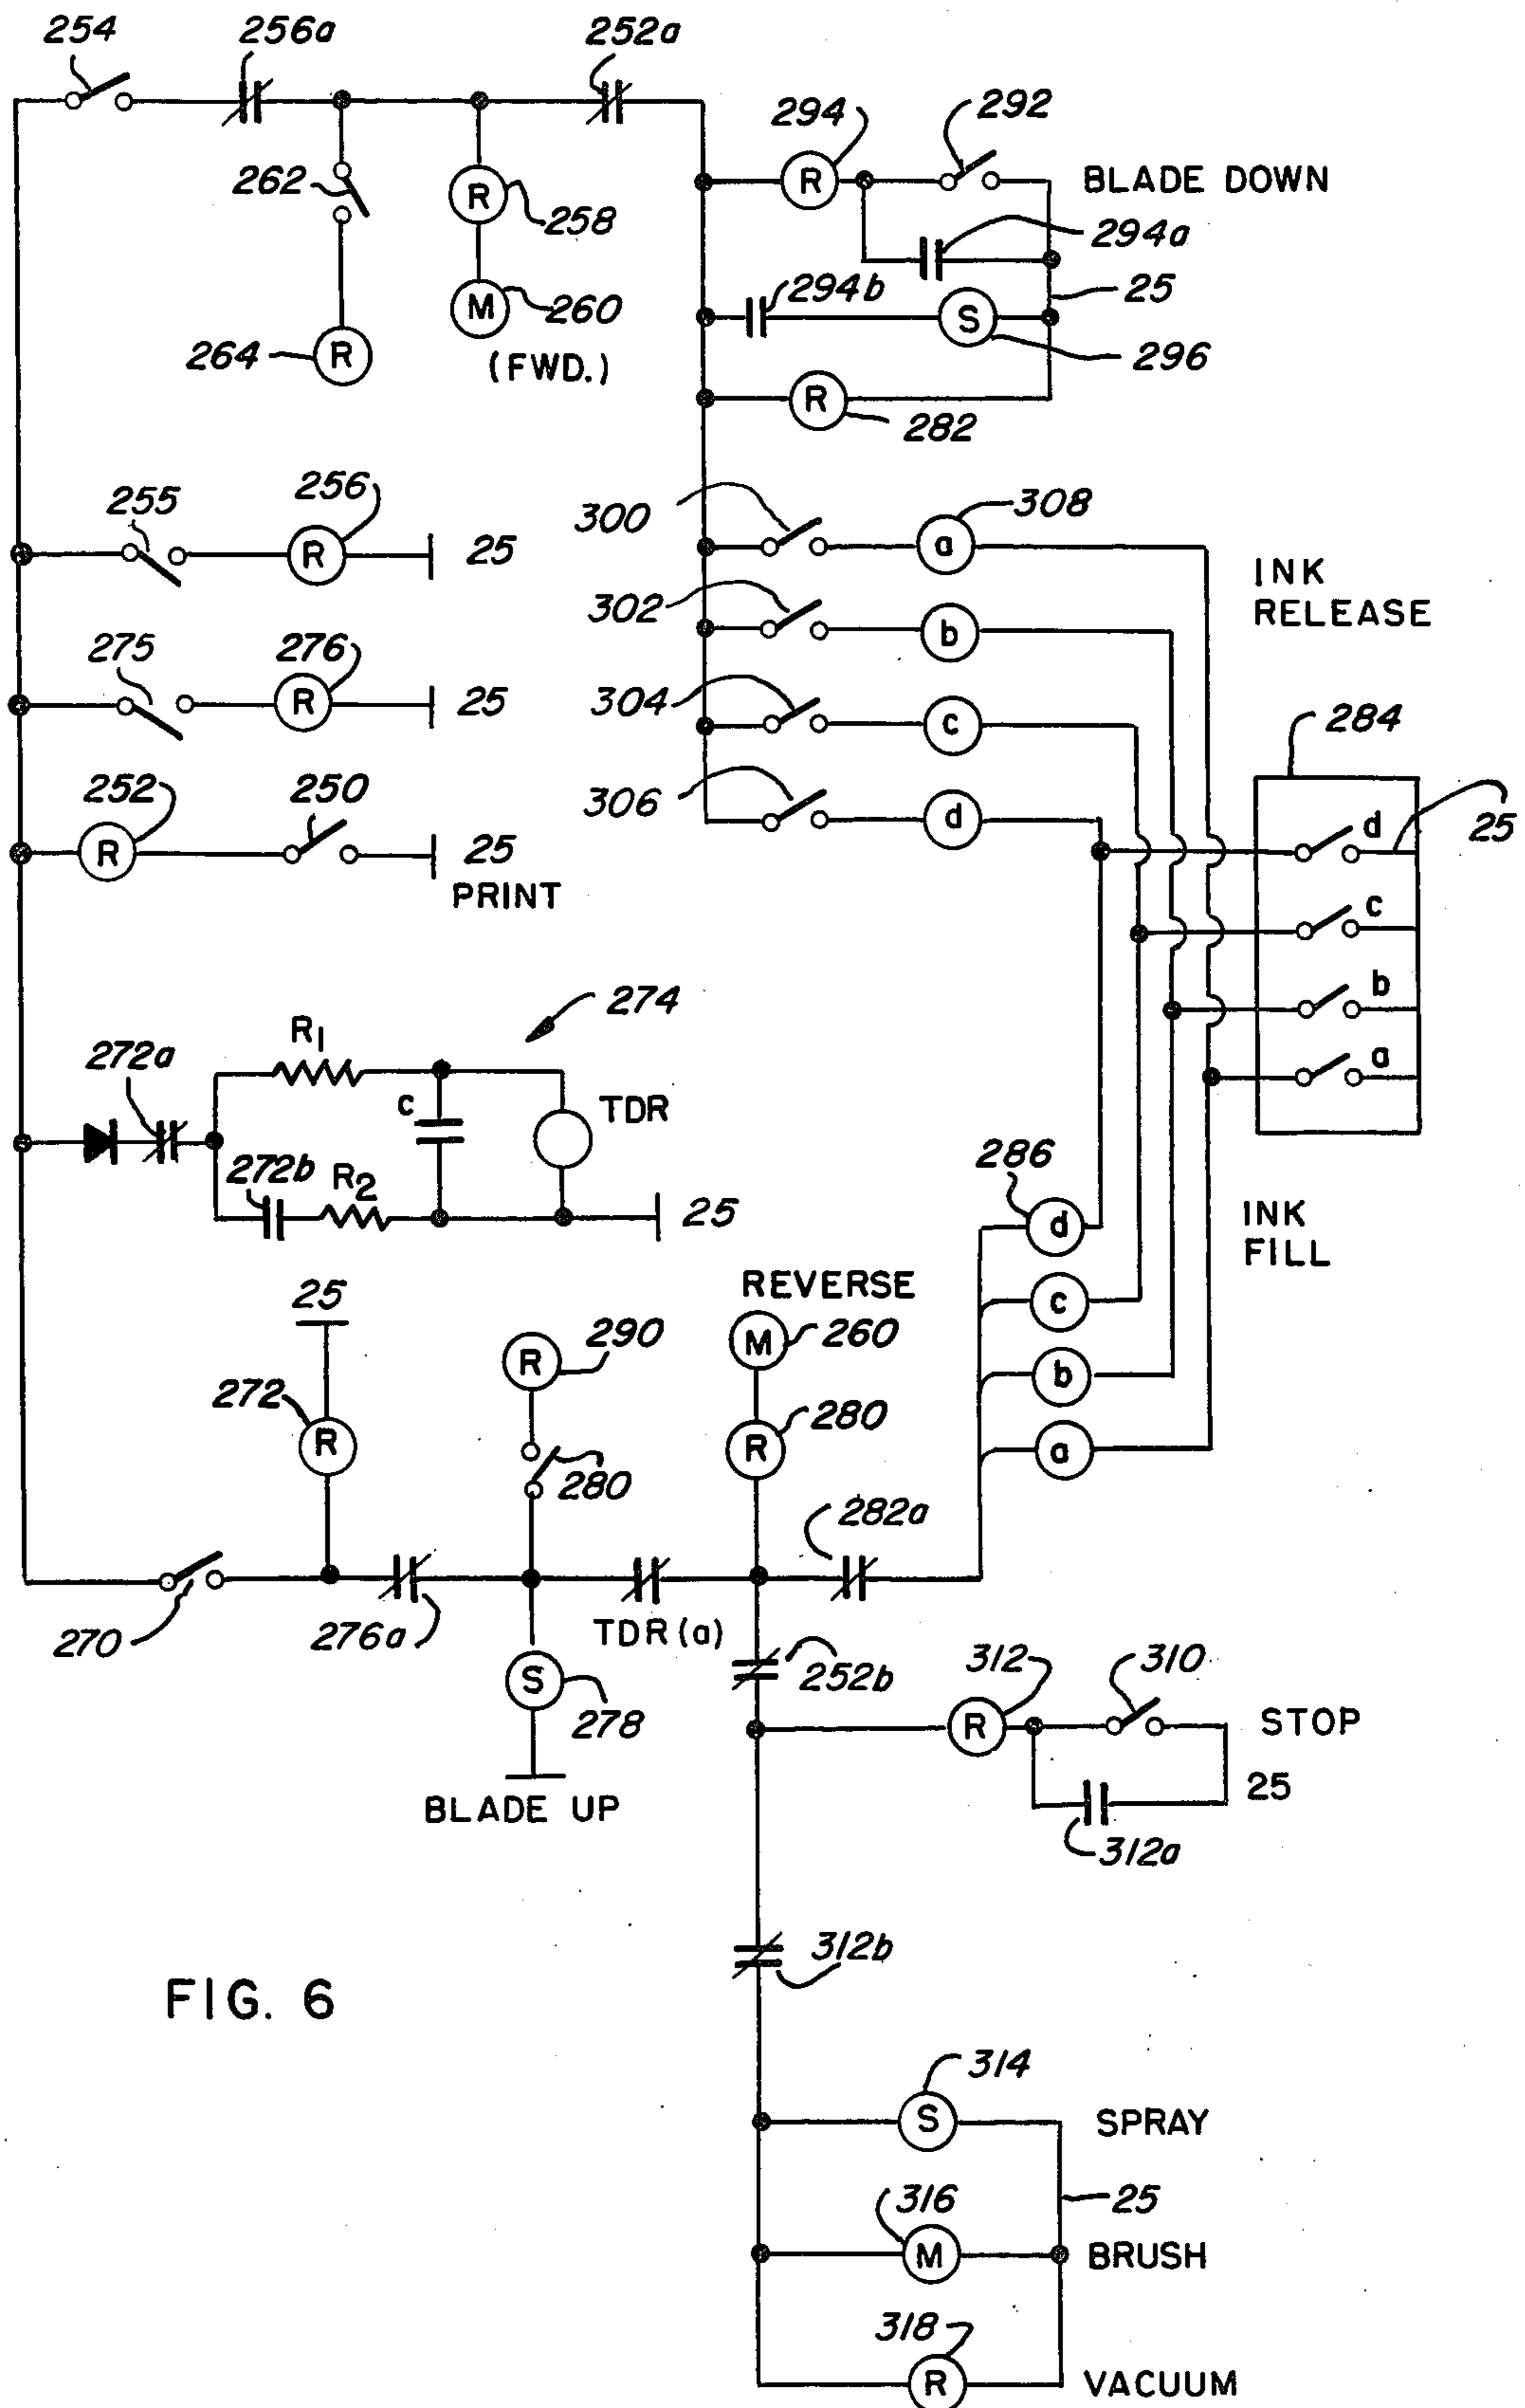 254
256a
252a
294
292
R
BLADE DOWN
262
R
258
294a
294b
25
M
260
S
296
264
R
(FWD.)
R
282
255
256
300
a
308
R
25
INK
RELEASE
302
b
275
276
304
c
284
R
25
252
250
306
d
d
25
R
25
PRINT
c
274
b
R1
272a
a
c
TDR
286
272b
R2
25
d
INK
FILL
25
REVERSE
c
R
290
M
260
272
b
R
280
R
280
a
282a
270
276a
TDR (a)
S
278
252b
312
310
R
STOP
25
BLADE UP
312a
312b
FIG. 6
314
S
SPRAY
316
25
M
BRUSH
318
R
VACUUM